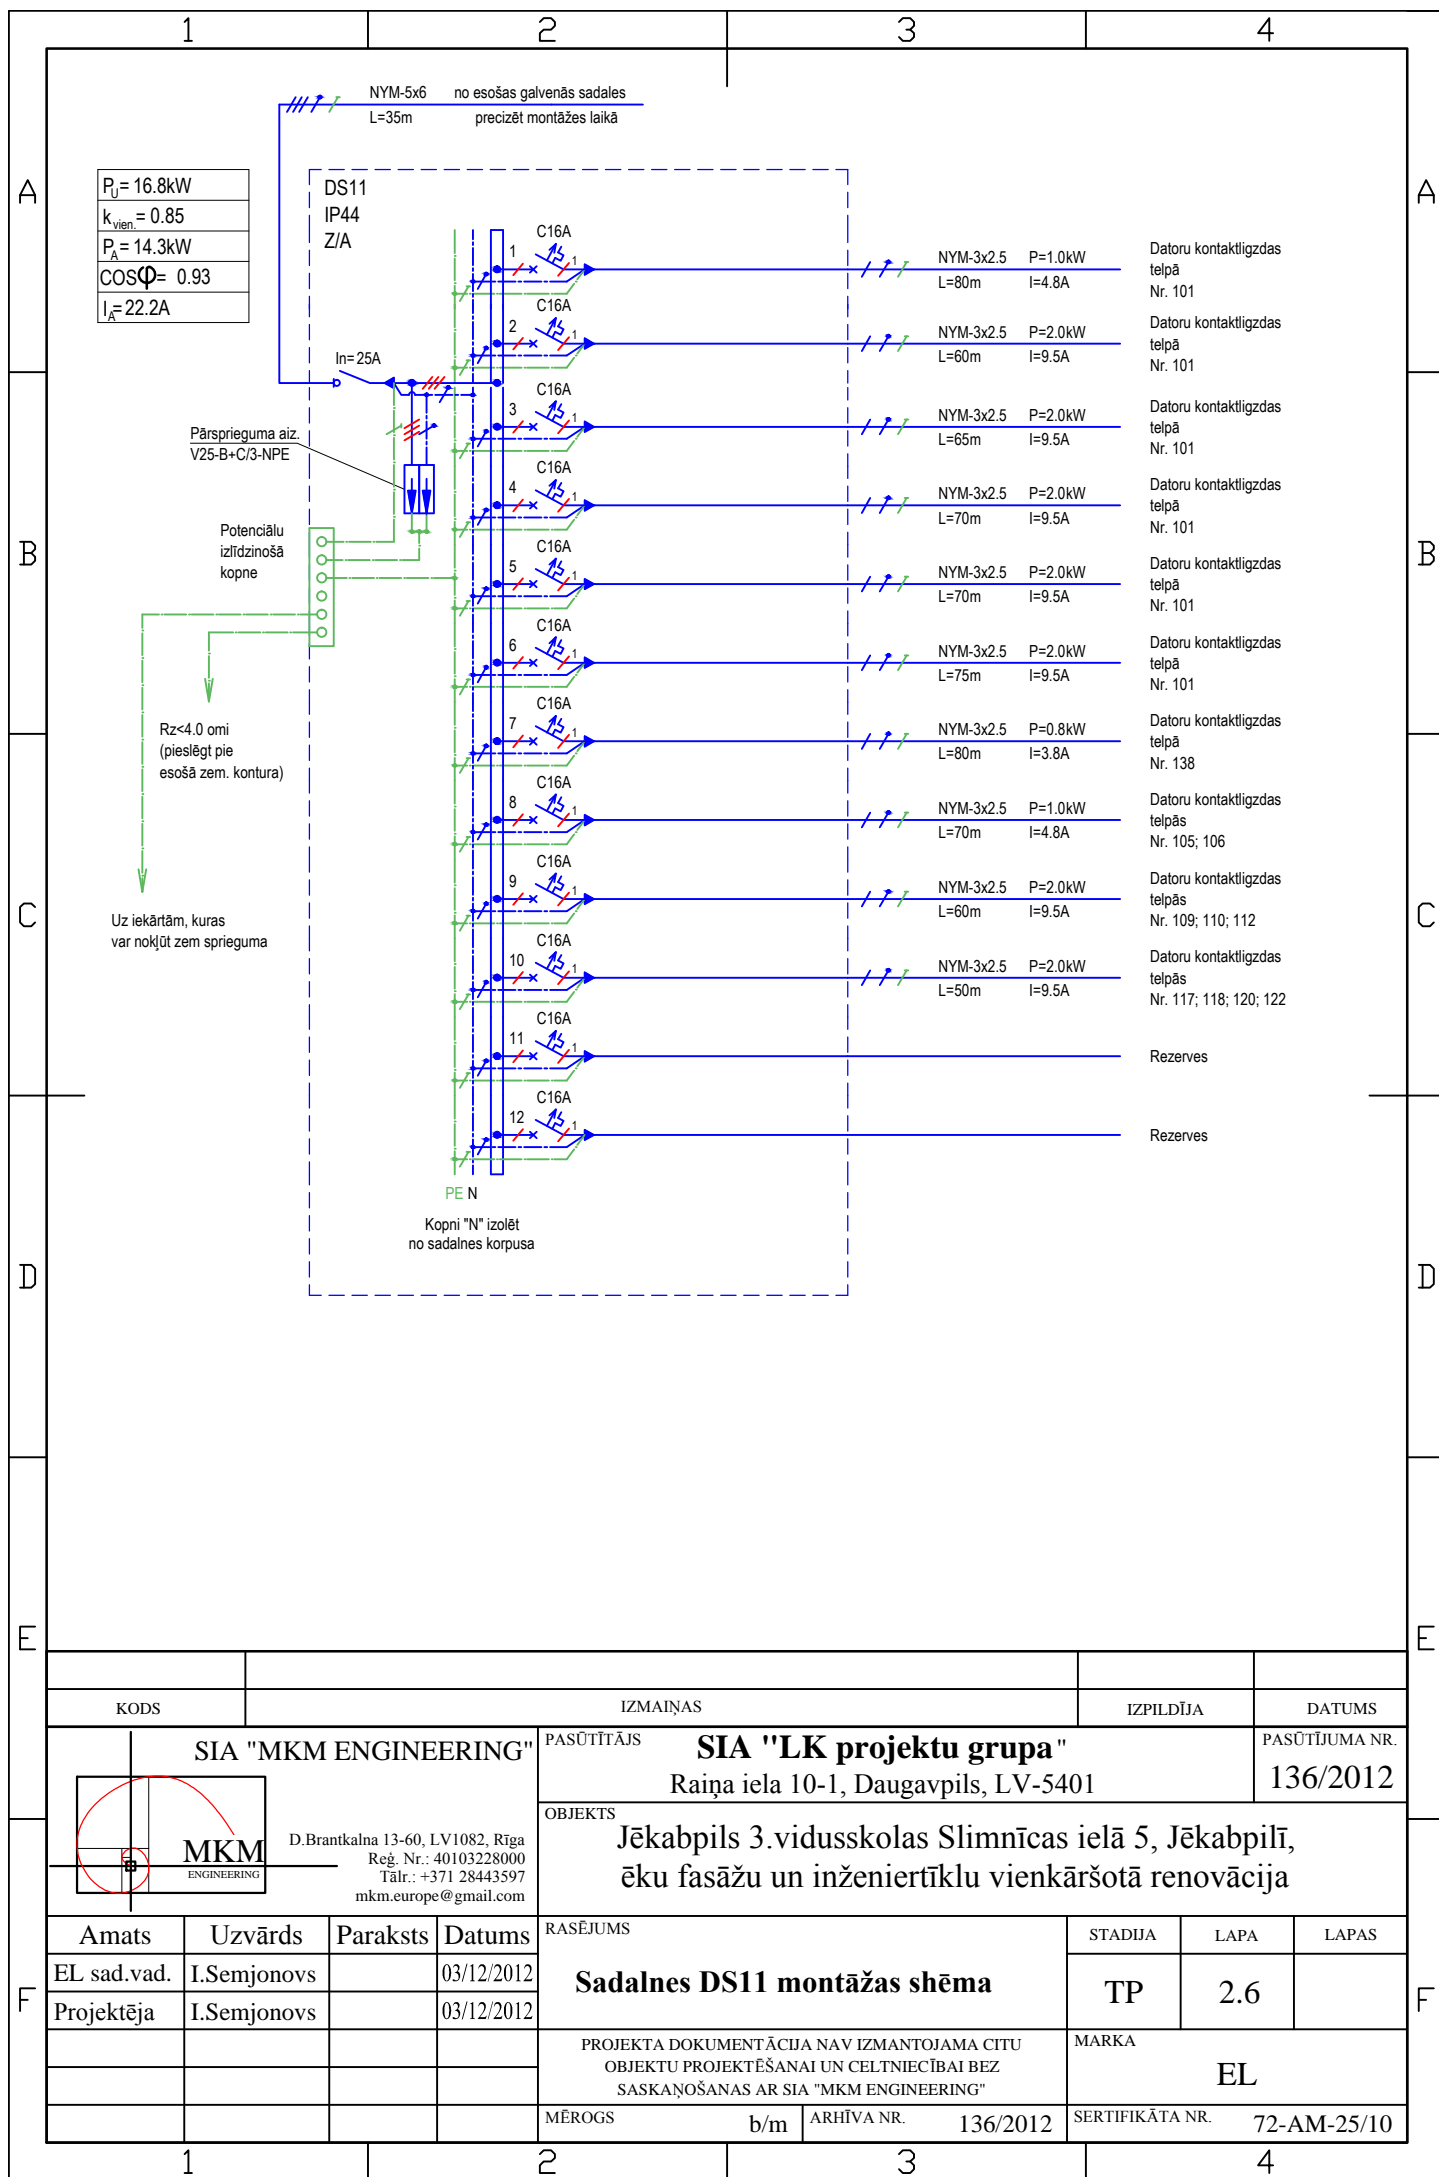 1 2 3 4
NYM-5x6 no esošas galvenās sadales
L=35m precizēt montāžes laikā
A A
PU= 16.8kW
kvien.= 0.85
PA= 14.3kW
COSφ= 0.93
IA=22.2A
DS11
IP44
Z/A
In=25A
Pārsprieguma aiz.
V25-B+C/3-NPE
Potenciālu
izlīdzinošā
kopne
Rz<4.0 omi
(pieslēgt pie
esošā zem. kontura)
Uz iekārtām, kuras
var nokļūt zem sprieguma
1 C16A 1 NYM-3x2.5 P=1.0kW
L=80m I=4.8A
Datoru kontaktligzdas
telpā
Nr. 101
2 C16A 1 NYM-3x2.5 P=2.0kW
L=60m I=9.5A
Datoru kontaktligzdas
telpā
Nr. 101
3 C16A 1 NYM-3x2.5 P=2.0kW
L=65m I=9.5A
Datoru kontaktligzdas
telpā
Nr. 101
B B
4 C16A 1 NYM-3x2.5 P=2.0kW
L=70m I=9.5A
Datoru kontaktligzdas
telpā
Nr. 101
5 C16A 1 NYM-3x2.5 P=2.0kW
L=70m I=9.5A
Datoru kontaktligzdas
telpā
Nr. 101
6 C16A 1 NYM-3x2.5 P=2.0kW
L=75m I=9.5A
Datoru kontaktligzdas
telpā
Nr. 101
7 C16A 1 NYM-3x2.5 P=0.8kW
L=80m I=3.8A
Datoru kontaktligzdas
telpā
Nr. 138
8 C16A 1 NYM-3x2.5 P=1.0kW
L=70m I=4.8A
Datoru kontaktligzdas
telpās
Nr. 105; 106
C C
9 C16A 1 NYM-3x2.5 P=2.0kW
L=60m I=9.5A
Datoru kontaktligzdas
telpās
Nr. 109; 110; 112
10 C16A 1 NYM-3x2.5 P=2.0kW
L=50m I=9.5A
Datoru kontaktligzdas
telpās
Nr. 117; 118; 120; 122
11 C16A 1 Rezerves
12 C16A 1 Rezerves
PE N
Kopni "N" izolēt
no sadalnes korpusa
D D
E E
KODS IZMAIŅAS IZPILDĪJA DATUMS
SIA "MKM ENGINEERING"
MKM
ENGINEERING
D.Brantkalna 13-60, LV1082, Rīga
Reģ. Nr.: 40103228000
Tālr.: +371 28443597
mkm.europe@gmail.com
PASŪTĪTĀJS SIA "LK projektu grupa"
Raiņa iela 10-1, Daugavpils, LV-5401
PASŪTĪJUMA NR.
136/2012
OBJEKTS
Jēkabpils 3.vidusskolas Slimnīcas ielā 5, Jēkabpilī,
ēku fasāžu un inženiertīklu vienkāršotā renovācija
Amats Uzvārds Paraksts Datums
EL sad.vad. I.Semjonovs 03/12/2012
Projektēja I.Semjonovs 03/12/2012
RASĒJUMS
Sadalnes DS11 montāžas shēma
STADIJA LAPA LAPAS
TP 2.6
F F
PROJEKTA DOKUMENTĀCIJA NAV IZMANTOJAMA CITU
OBJEKTU PROJEKTĒŠANAI UN CELTNIECĪBAI BEZ
SASKAŅOŠANAS AR SIA "MKM ENGINEERING"
MARKA
EL
MĒROGS b/m ARHĪVA NR. 136/2012 SERTIFIKĀTA NR. 72-AM-25/10
1 2 3 4